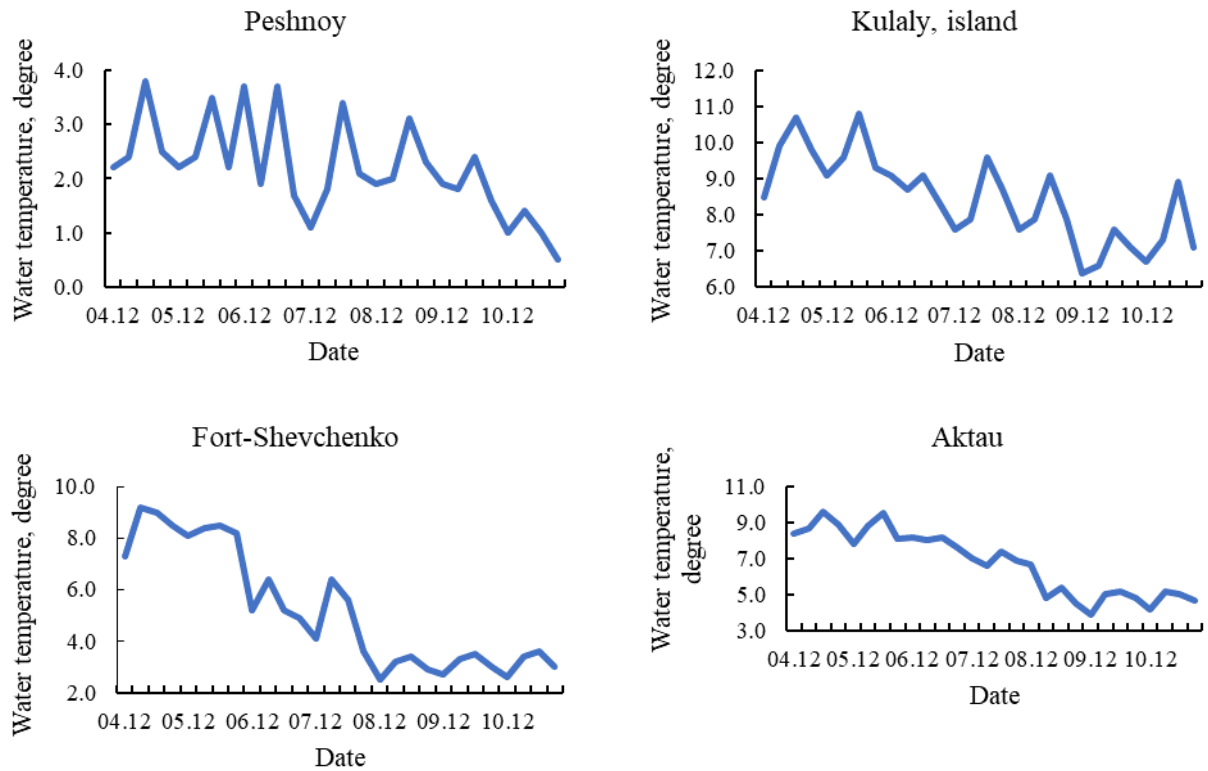 Peshnoy
Water temperature, degree
4.0
3.0
2.0
1.0
0.0
04.12 05.12 06.12 07.12 08.12 09.12 10.12
Date
Kulaly, island
Water temperature, degree
12.0
11.0
10.0
9.0
8.0
7.0
6.0
04.12 05.12 06.12 07.12 08.12 09.12 10.12
Date
Fort-Shevchenko
Water temperature, degree
10.0
8.0
6.0
4.0
2.0
04.12 05.12 06.12 07.12 08.12 09.12 10.12
Date
Aktau
Water temperature,
degree
11.0
9.0
7.0
5.0
3.0
04.12 05.12 06.12 07.12 08.12 09.12 10.12
Date